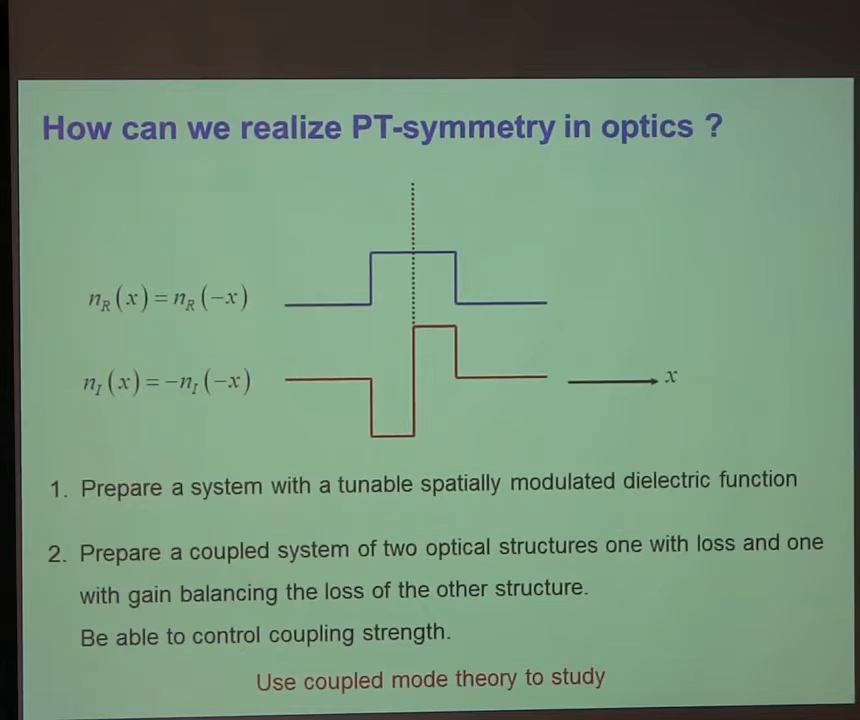 How can we realize PT-symmetry in optics ?
n_R(x) = n_R(−x)
n_I(x) = −n_I(−x)
x
1. Prepare a system with a tunable spatially modulated dielectric function
2. Prepare a coupled system of two optical structures one with loss and one
with gain balancing the loss of the other structure.
Be able to control coupling strength.
Use coupled mode theory to study